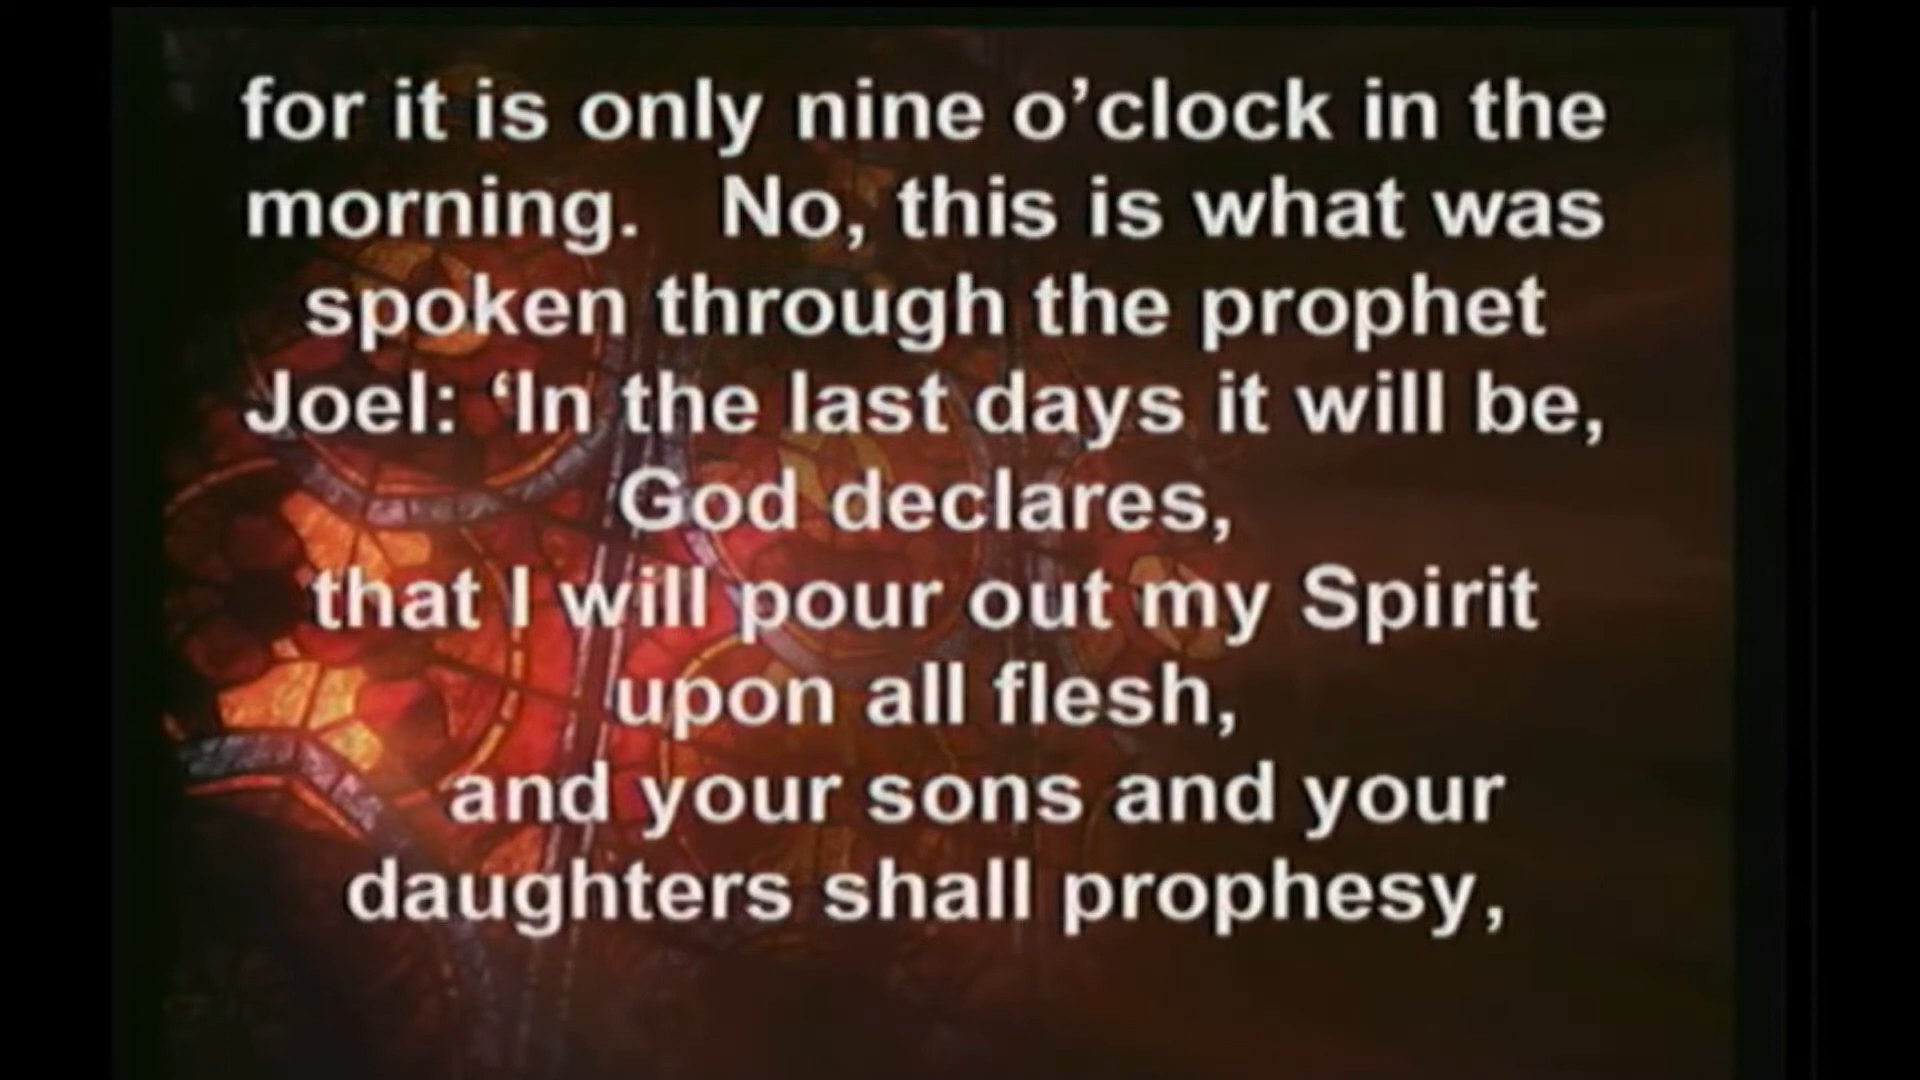 for it is only nine o’clock in the
morning. No, this is what was
spoken through the prophet
Joel: ‘In the last days it will be,
God declares,
that I will pour out my Spirit
upon all flesh,
and your sons and your
daughters shall prophesy,